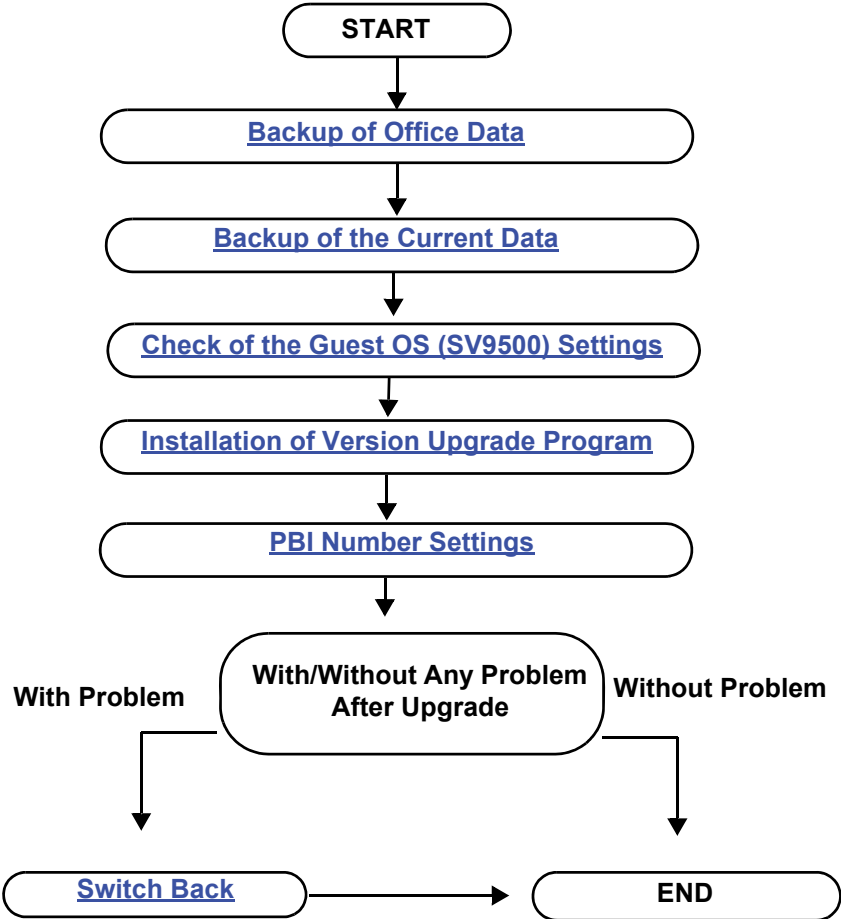 START
Backup of Office Data
Backup of the Current Data
Check of the Guest OS (SV9500) Settings
Installation of Version Upgrade Program
PBI Number Settings
With/Without Any Problem
After Upgrade
With Problem
Without Problem
Switch Back
END